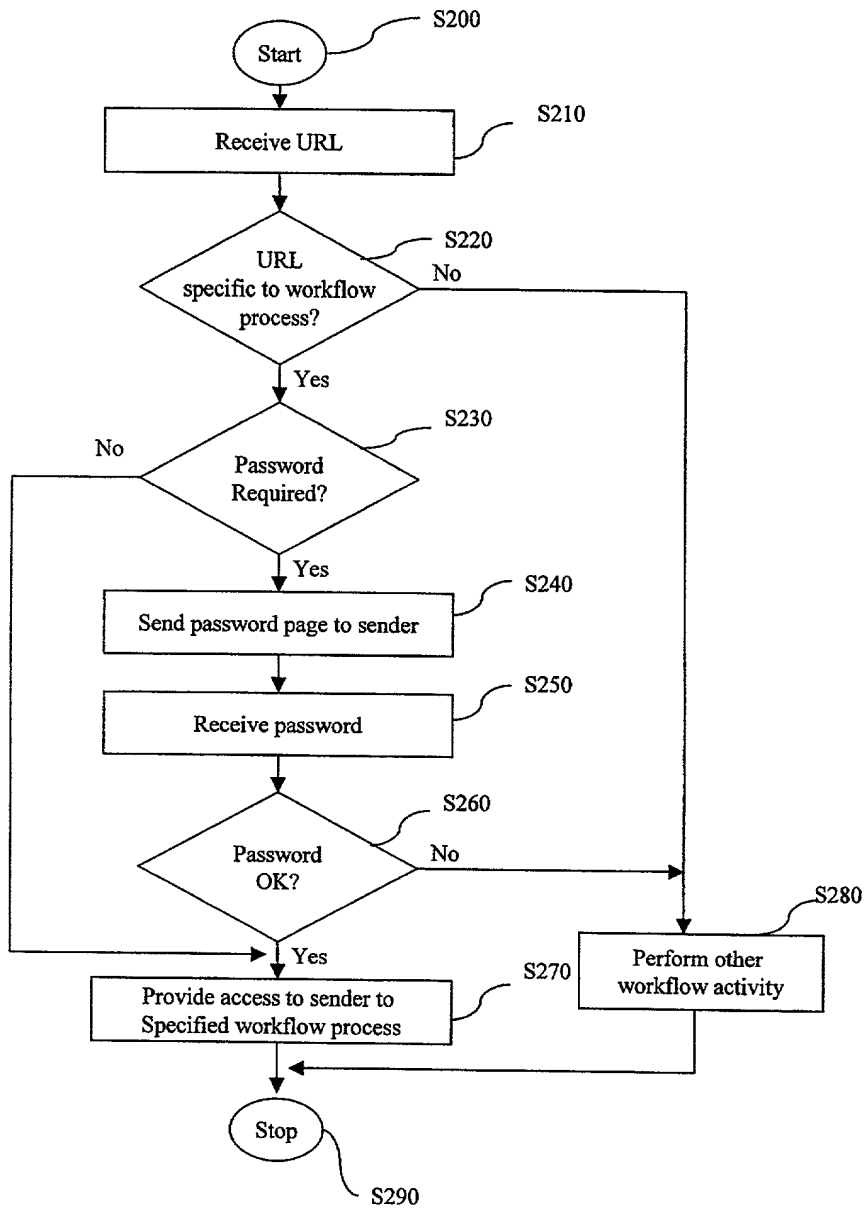 S200
Start
S210
Receive URL
S220
URL
specific to workflow
process?
No
Yes
S230
No
Password
Required?
Yes
S240
Send password page to sender
S250
Receive password
S260
Password
OK?
No
S280
Yes
Perform other
workflow activity
S270
Provide access to sender to
Specified workflow process
Stop
S290